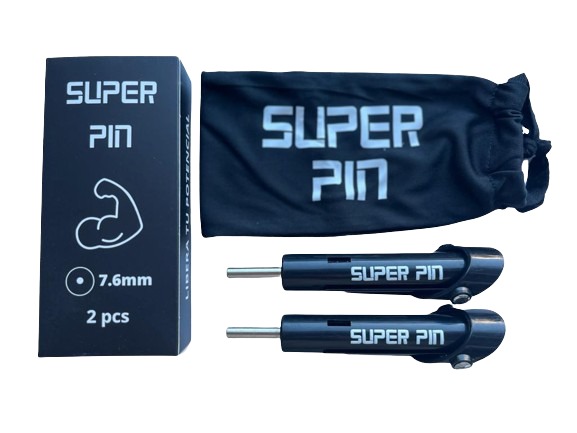 SUPER
PIN
7.6mm
2 pcs
LIBERA TU POTENCIAL
SUPER
PIN
SUPER PIN
SUPER PIN